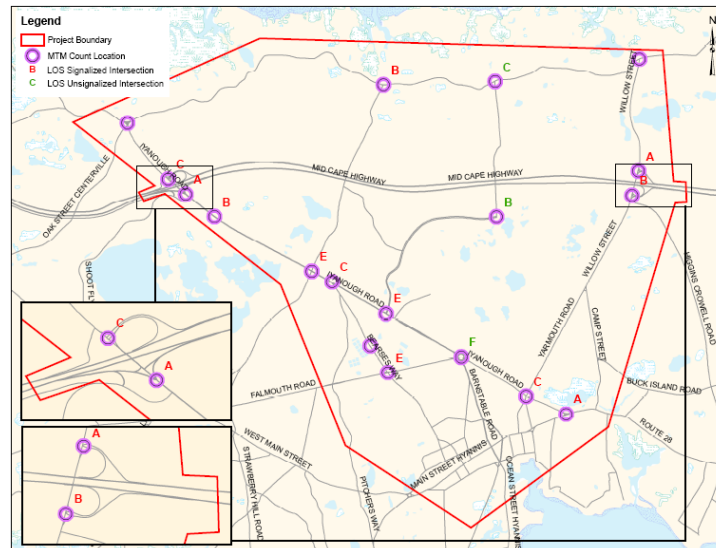 Legend
Project Boundary
MTM Count Location
B LOS Signalized Intersection
C LOS Unsignalized Intersection
N
WILLOW STREET
B
C
IYANOUGH ROAD
OAK STREET CENTERVILLE
C
A
B
MID CAPE HIGHWAY
MID CAPE HIGHWAY
A
B
B
WILLOW STREET
HIGGINS CROWELL ROAD
SHOOT FLY
E
C
IYANOUGH ROAD
E
YARMOUTH ROAD
CAMP STREET
C
A
BEARSES WAY
E
F
IYANOUGH ROAD
FALMOUTH ROAD
BARNSTABLE ROAD
C
A
BUCK ISLAND ROAD
ROUTE 28
WEST MAIN STREET
MAIN STREET HYANNIS
OCEAN STREET HYANNIS
STRAWBERRY HILL ROAD
PITCHERS WAY
A
B